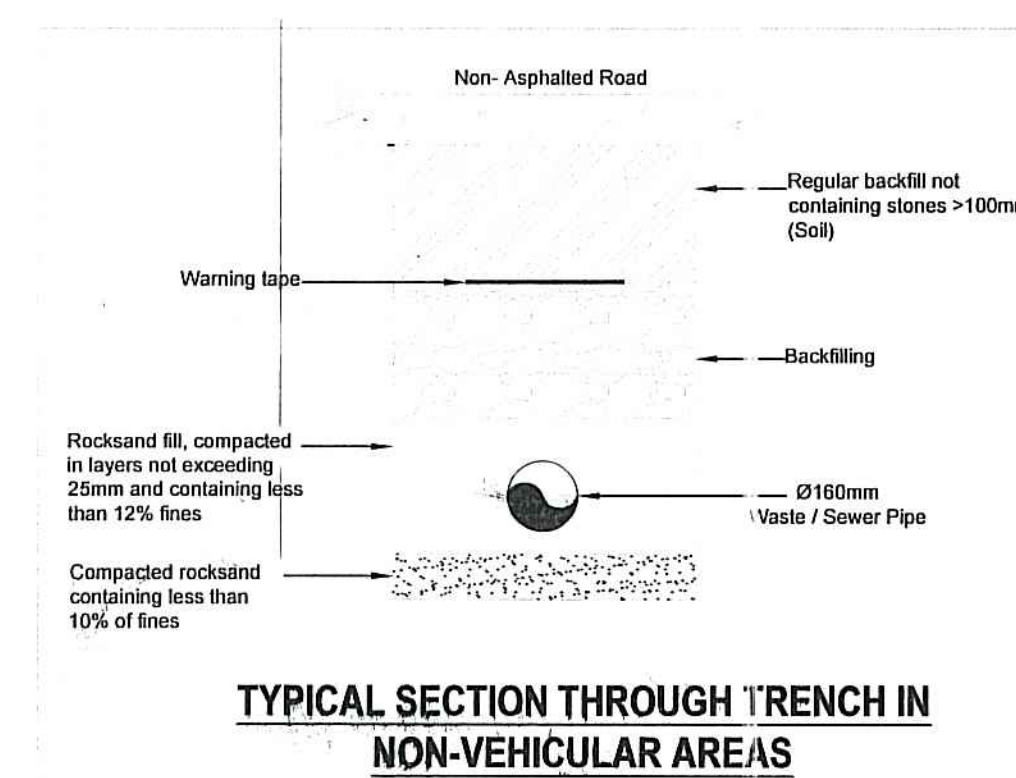 Non- Asphalted Road
Regular backfill not
containing stones >100mm
(Soil)
Warning tape
Backfilling
Rocksand fill, compacted
in layers not exceeding
25mm and containing less
than 12% fines
Ø160mm
Waste / Sewer Pipe
Compacted rocksand
containing less than
10% of fines
TYPICAL SECTION THROUGH TRENCH IN
NON-VEHICULAR AREAS